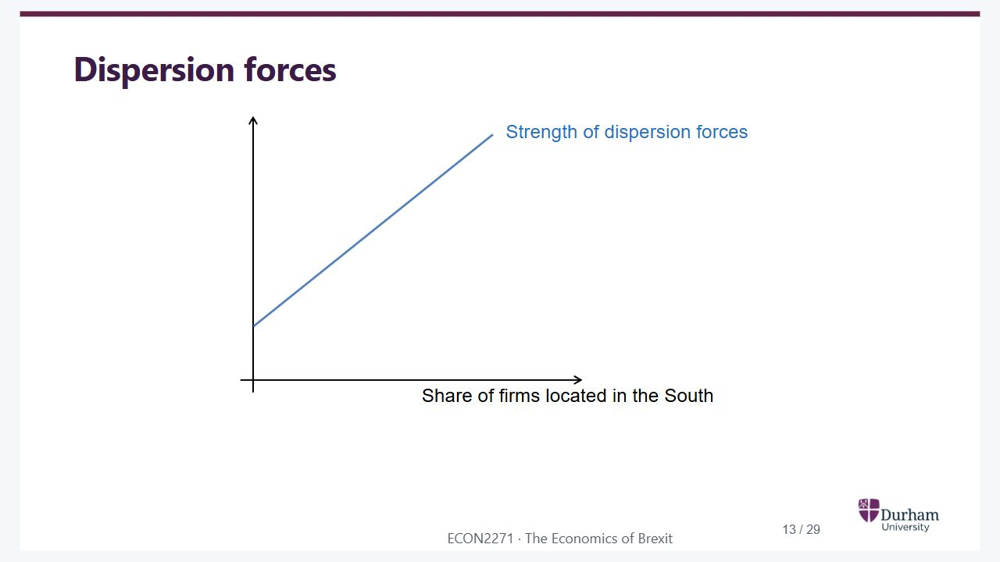 Dispersion forces
Strength of dispersion forces
Share of firms located in the South
ECON2271 · The Economics of Brexit
13 / 29
Durham
University